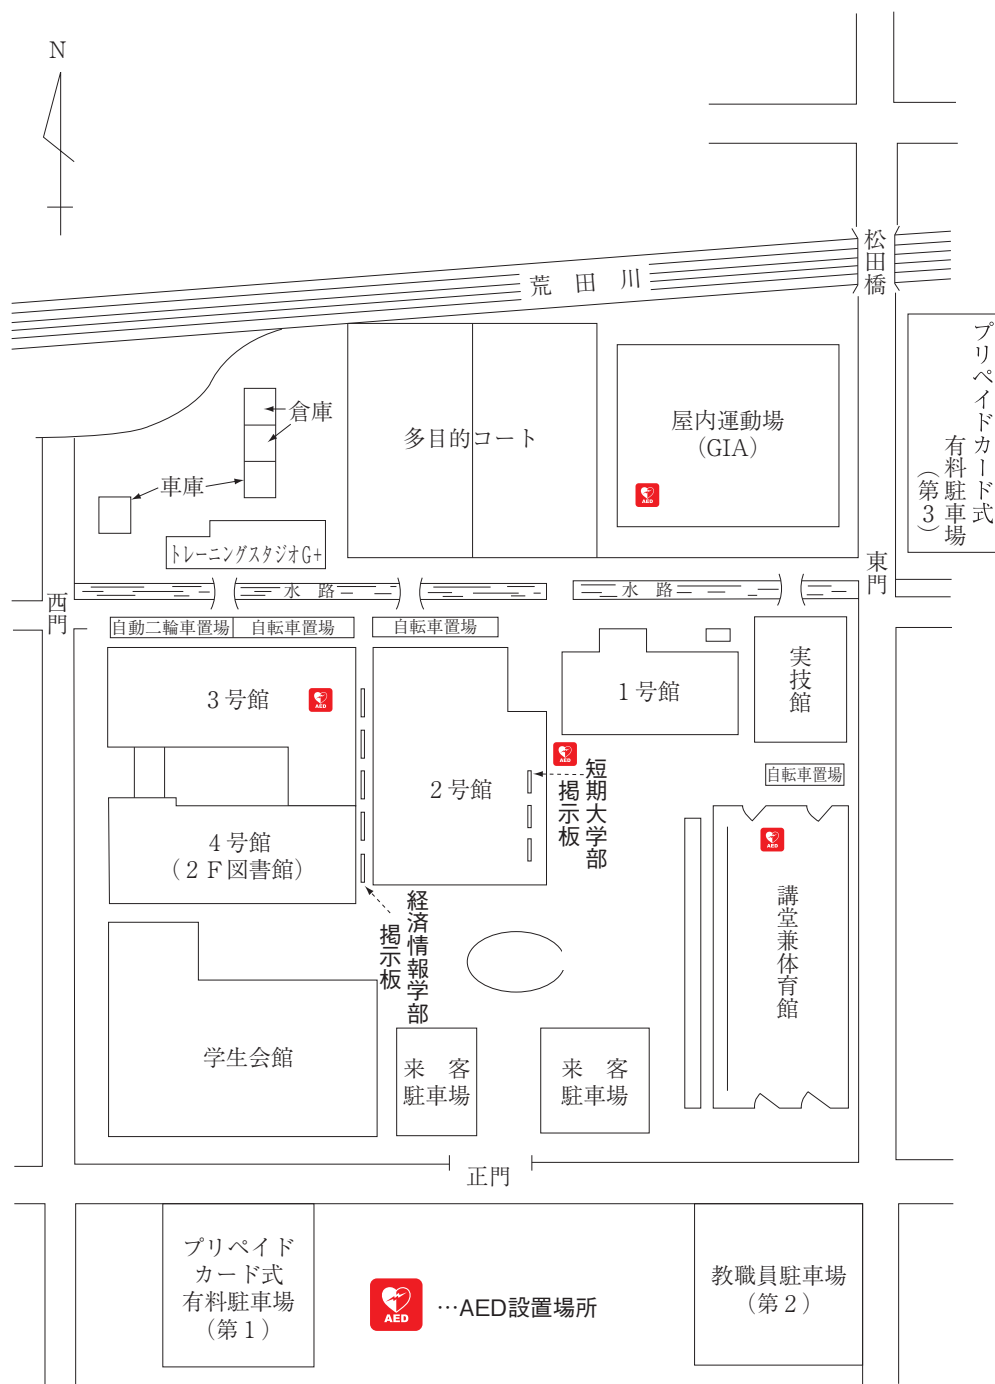 N
松田橋
荒田川
プリペイドカード式
有料駐車場
（第３）
倉庫
多目的コート
屋内運動場
（GIA）
AED
車庫
トレーニングスタジオG+
東門
西門
水路
水路
自動二輪車置場
自転車置場
自転車置場
３号館
AED
１号館
実技館
２号館
AED
短期大学部
掲示板
自転車置場
４号館
（２Ｆ図書館）
AED
経済情報学部
掲示板
講堂兼体育館
学生会館
来客
駐車場
来客
駐車場
正門
プリペイド
カード式
有料駐車場
（第１）
AED
…AED設置場所
教職員駐車場
（第２）